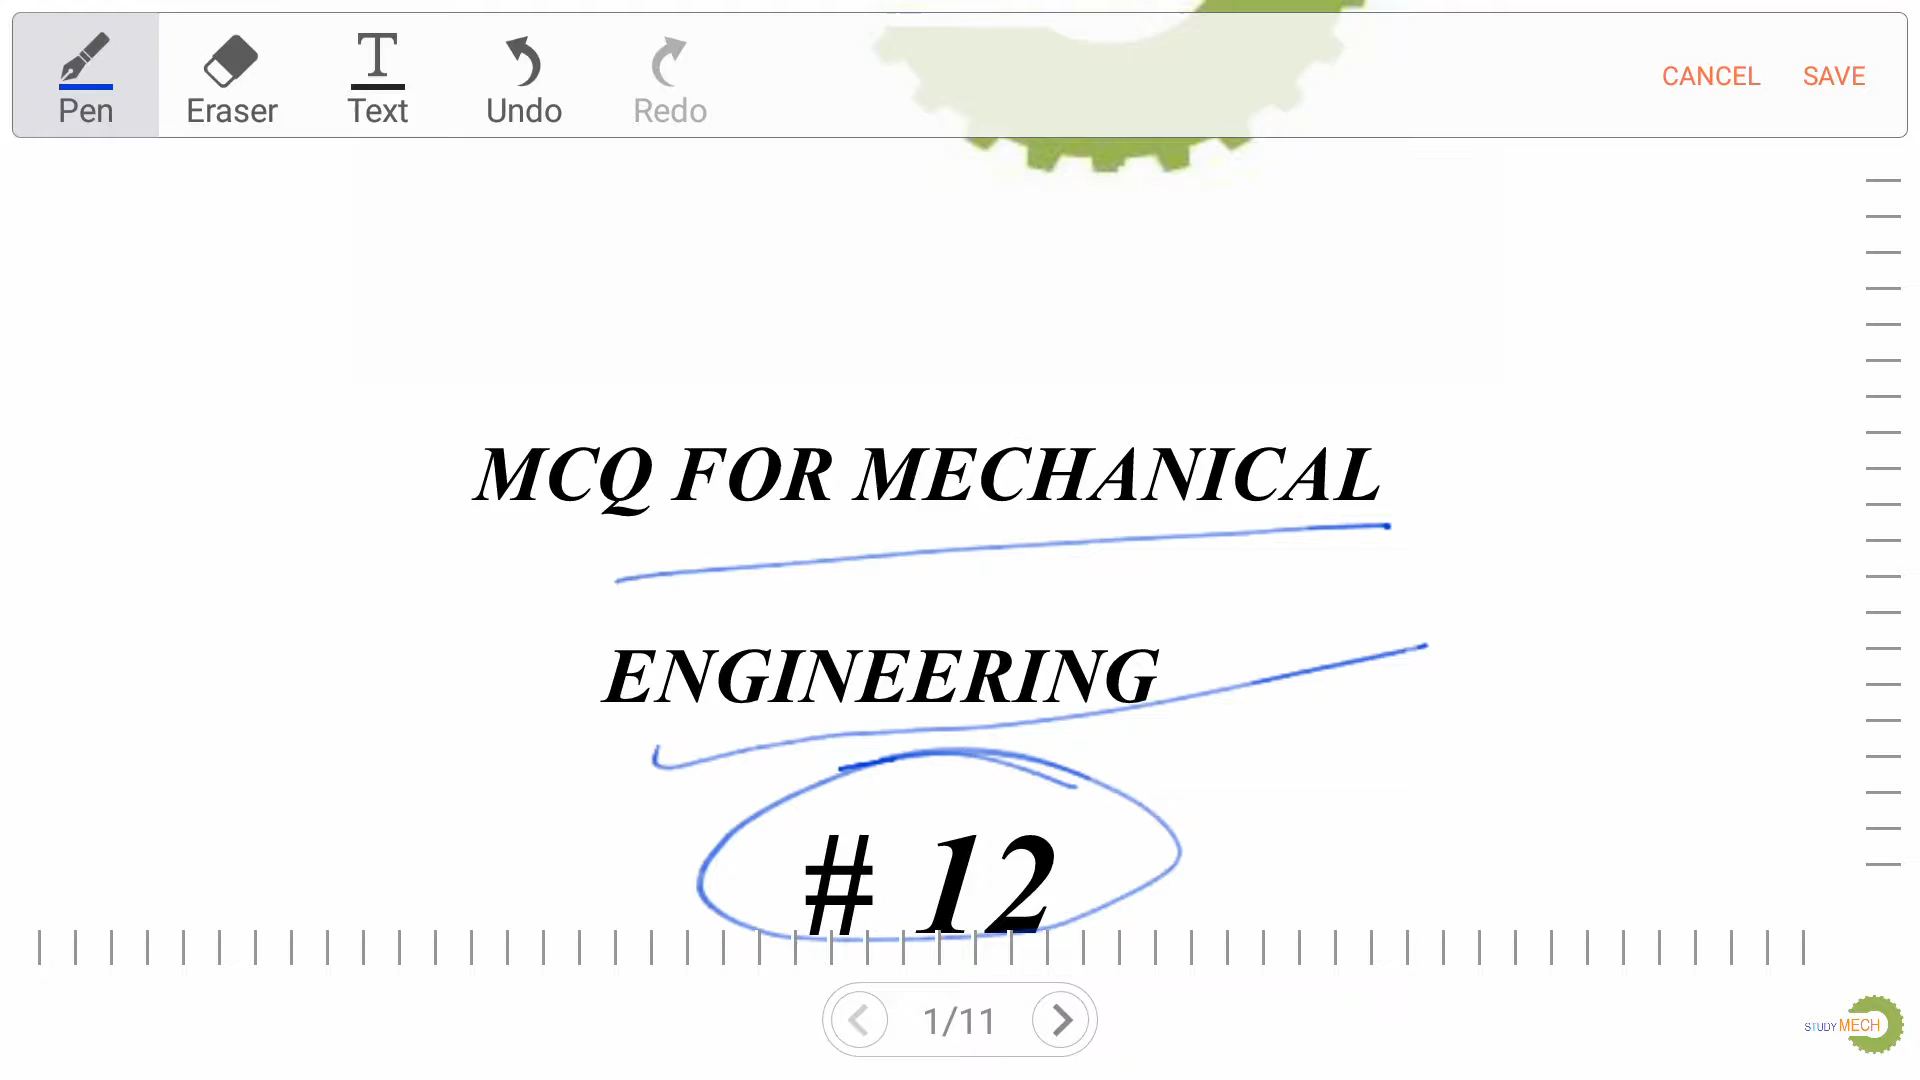 Pen Eraser Text Undo Redo CANCEL SAVE
MCQ FOR MECHANICAL
ENGINEERING
# 12
1/11
STUDY MECH